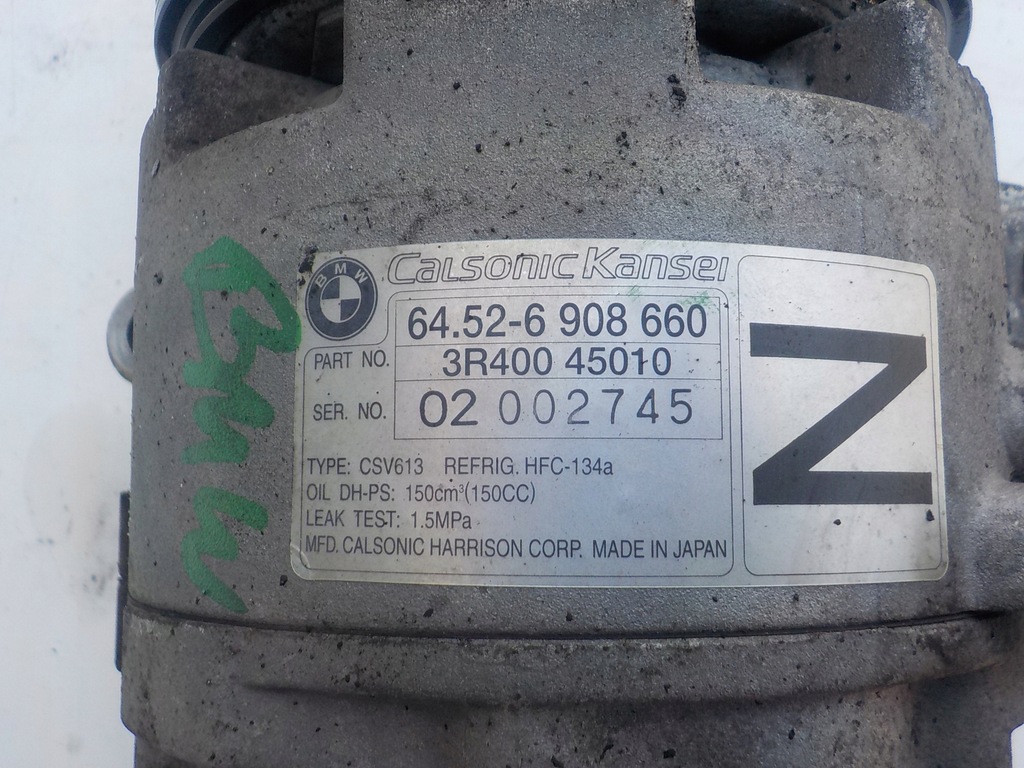 BMW
Calsonic Kansei
64.52-6 908 660
PART NO. 3R400 45010
SER. NO. 02 002745
TYPE: CSV613 REFRIG. HFC-134a
OIL DH-PS: 150cm³(150CC)
LEAK TEST: 1.5MPa
MFD. CALSONIC HARRISON CORP. MADE IN JAPAN
Z
BMW